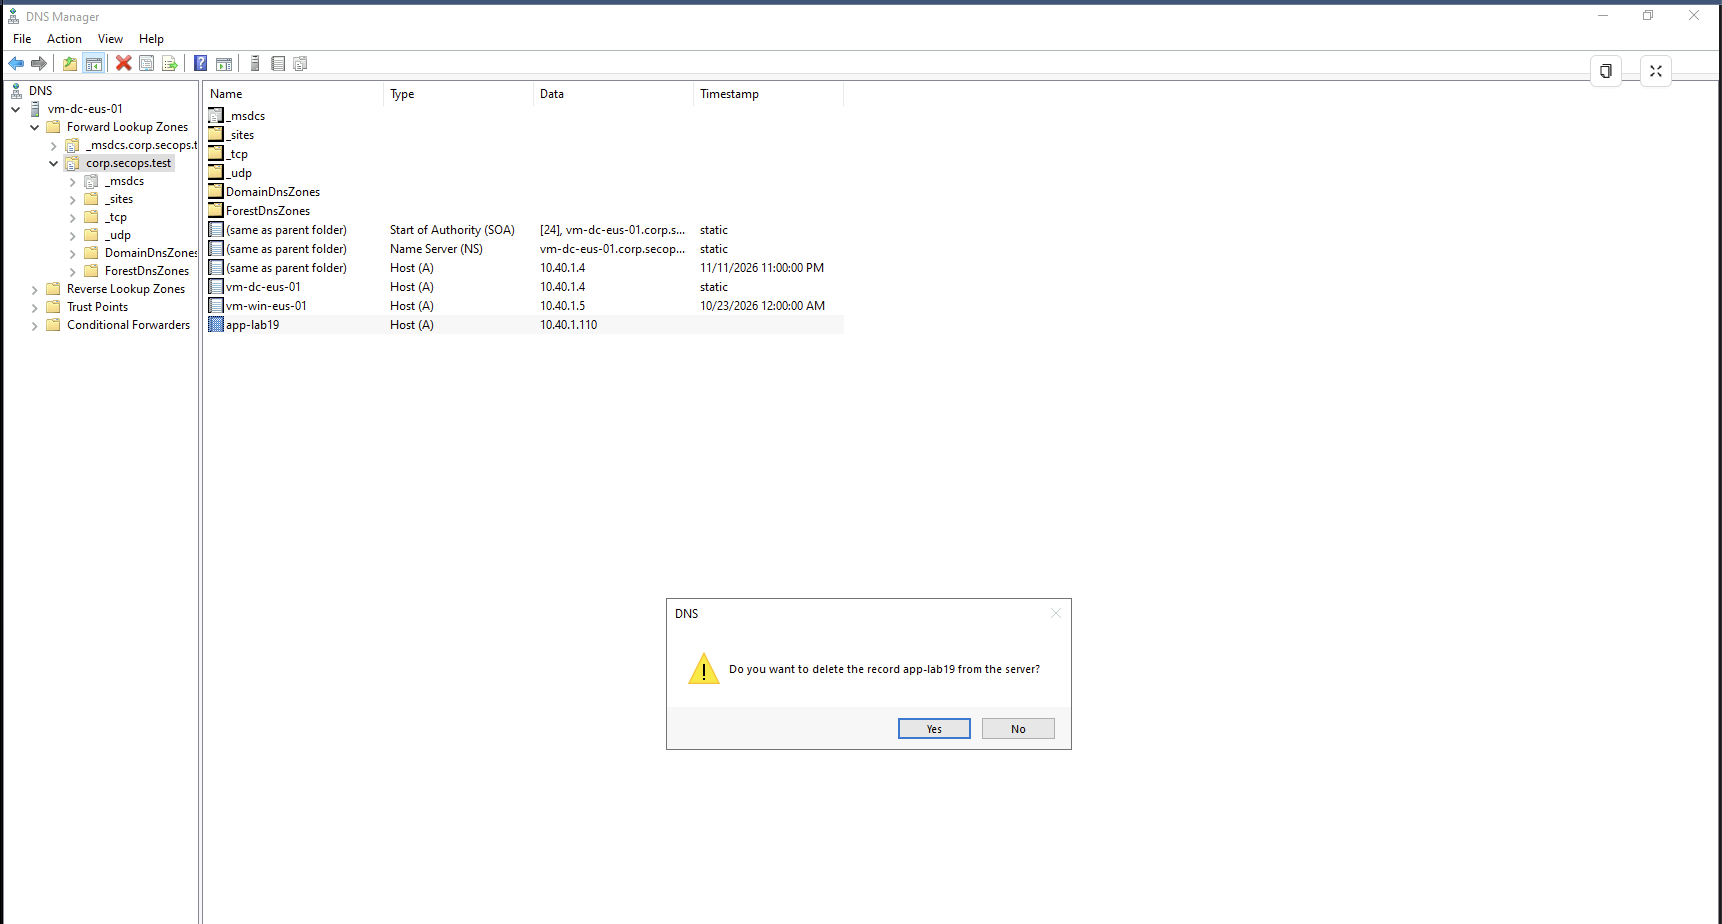 DNS Manager
File Action View Help
DNS
vm-dc-eus-01
Forward Lookup Zones
_msdcs.corp.secops.t
corp.secops.test
_msdcs
_sites
_tcp
_udp
DomainDnsZones
ForestDnsZones
Reverse Lookup Zones
Trust Points
Conditional Forwarders
Name Type Data Timestamp
_msdcs
_sites
_tcp
_udp
DomainDnsZones
ForestDnsZones
(same as parent folder) Start of Authority (SOA) [24], vm-dc-eus-01.corp.s... static
(same as parent folder) Name Server (NS) vm-dc-eus-01.corp.secop... static
(same as parent folder) Host (A) 10.40.1.4 11/11/2026 11:00:00 PM
vm-dc-eus-01 Host (A) 10.40.1.4 static
vm-win-eus-01 Host (A) 10.40.1.5 10/23/2026 12:00:00 AM
app-lab19 Host (A) 10.40.1.110
DNS
Do you want to delete the record app-lab19 from the server?
Yes No